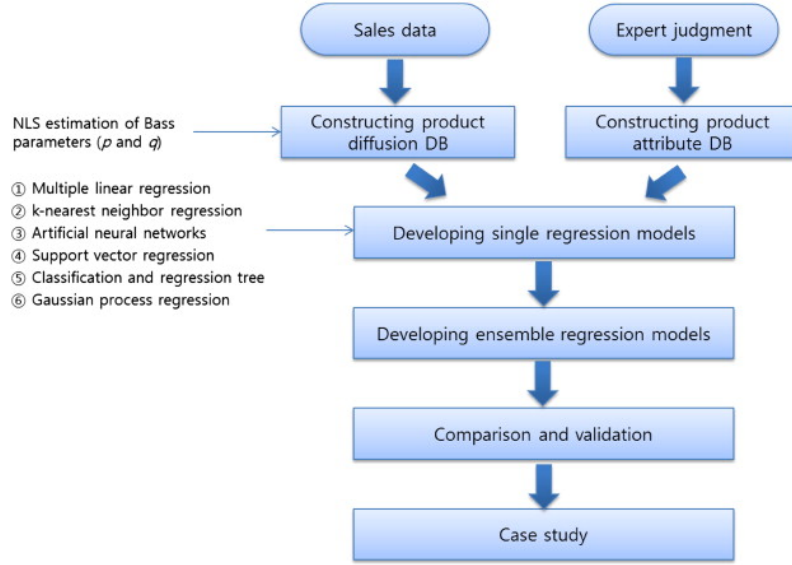 Sales data
Expert judgment
NLS estimation of Bass
parameters (p and q)
Constructing product
diffusion DB
Constructing product
attribute DB
① Multiple linear regression
② k-nearest neighbor regression
③ Artificial neural networks
④ Support vector regression
⑤ Classification and regression tree
⑥ Gaussian process regression
Developing single regression models
Developing ensemble regression models
Comparison and validation
Case study